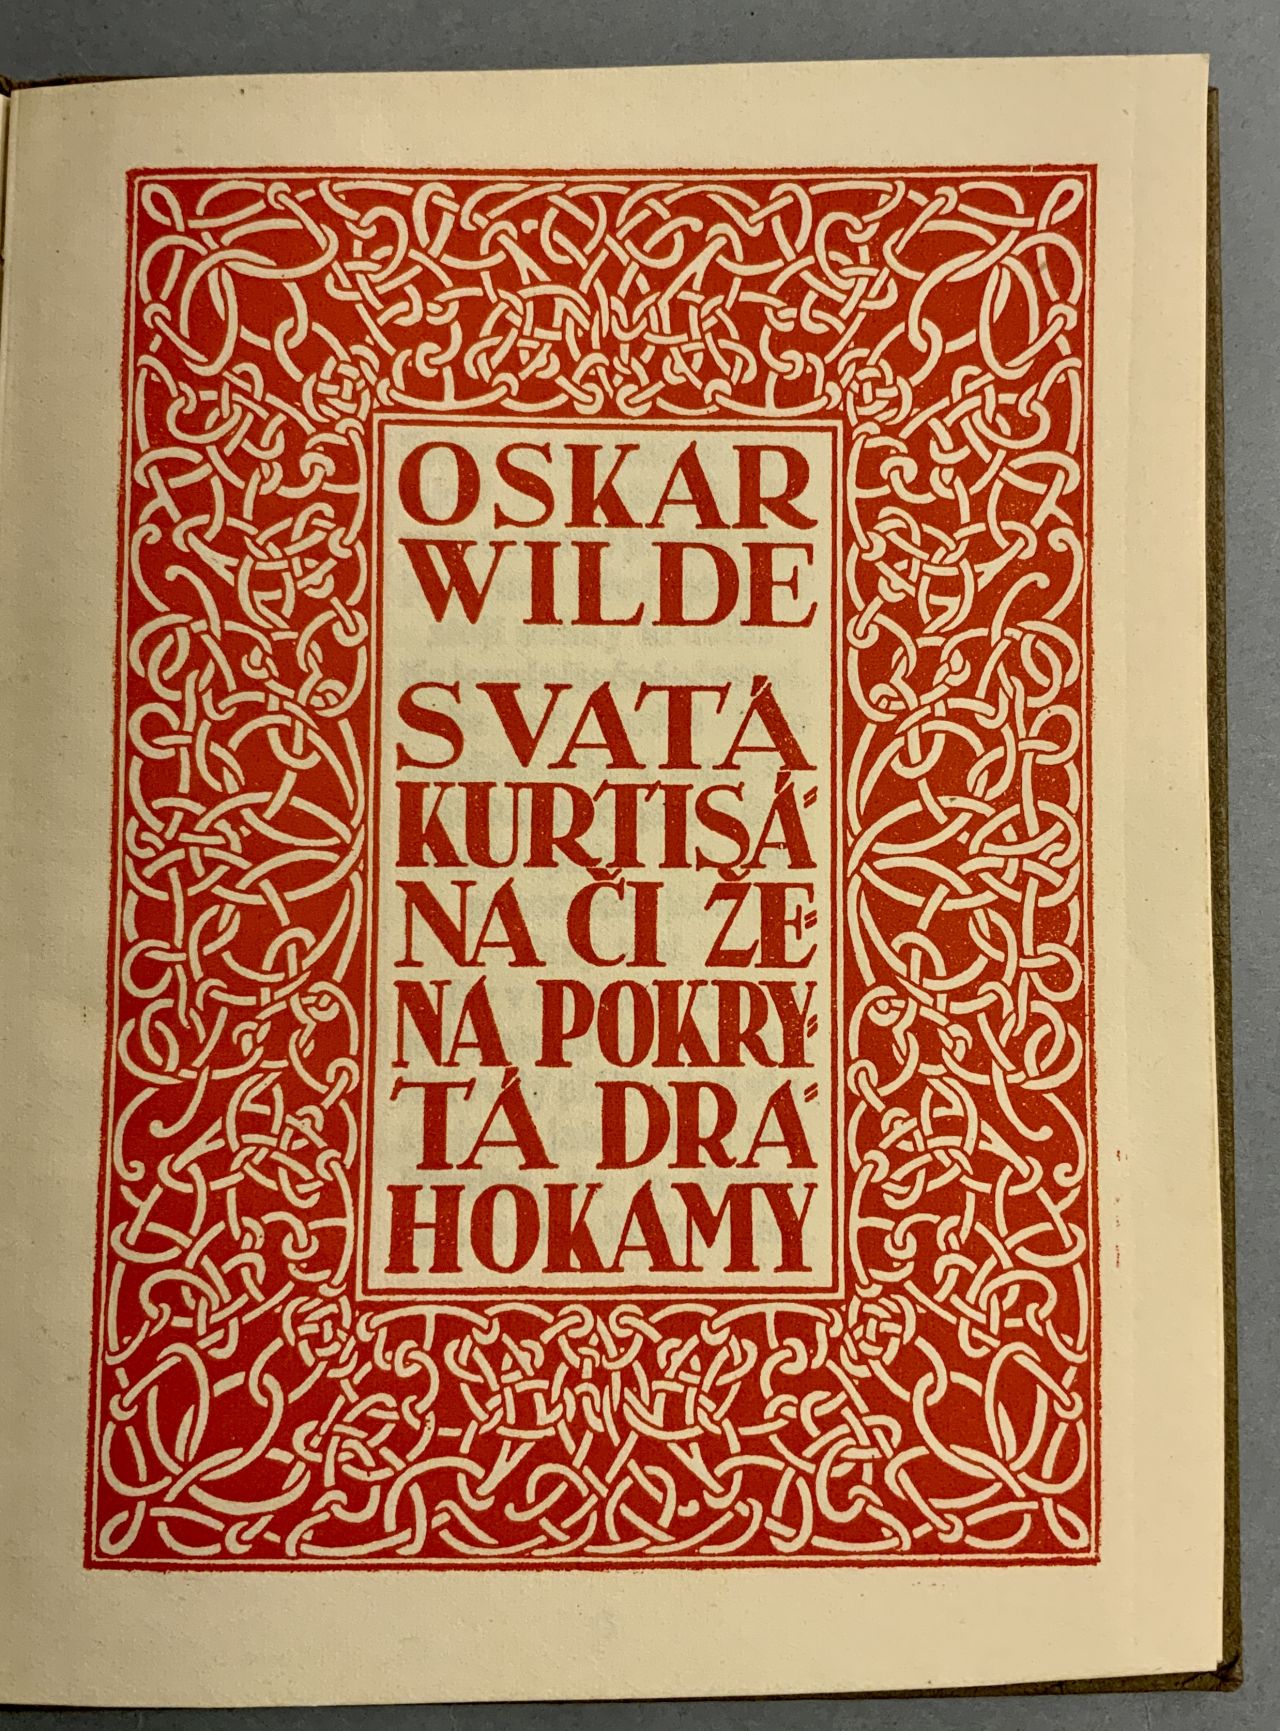 OSKAR
WILDE
SVATÁ
KURTISÁ=
NA ČI ŽE=
NA POKRY=
TÁ DRA=
HOKAMY